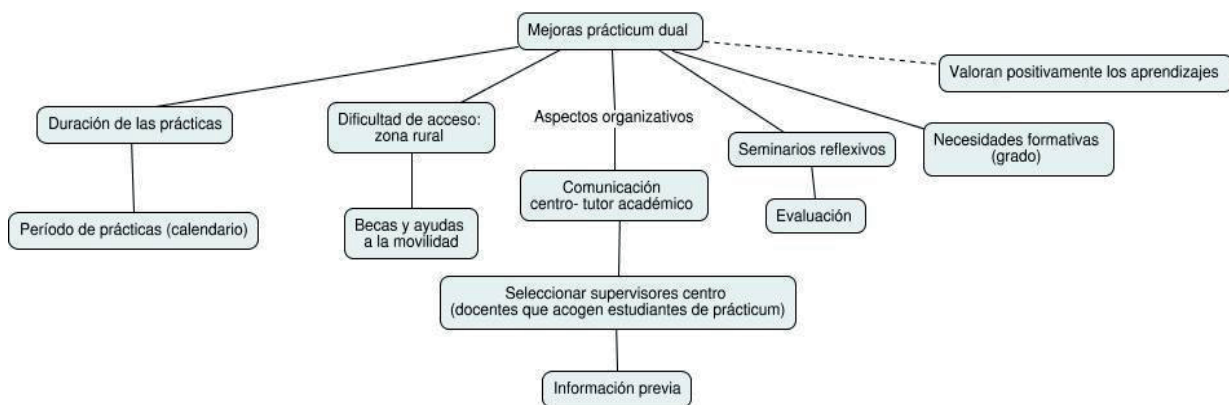 Mejoras prácticum dual
Valoran positivamente los aprendizajes
Duración de las prácticas
Dificultad de acceso:
zona rural
Aspectos organizativos
Seminarios reflexivos
Necesidades formativas
(grado)
Período de prácticas (calendario)
Becas y ayudas
a la movilidad
Comunicación
centro- tutor académico
Evaluación
Seleccionar supervisores centro
(docentes que acogen estudiantes de prácticum)
Información previa